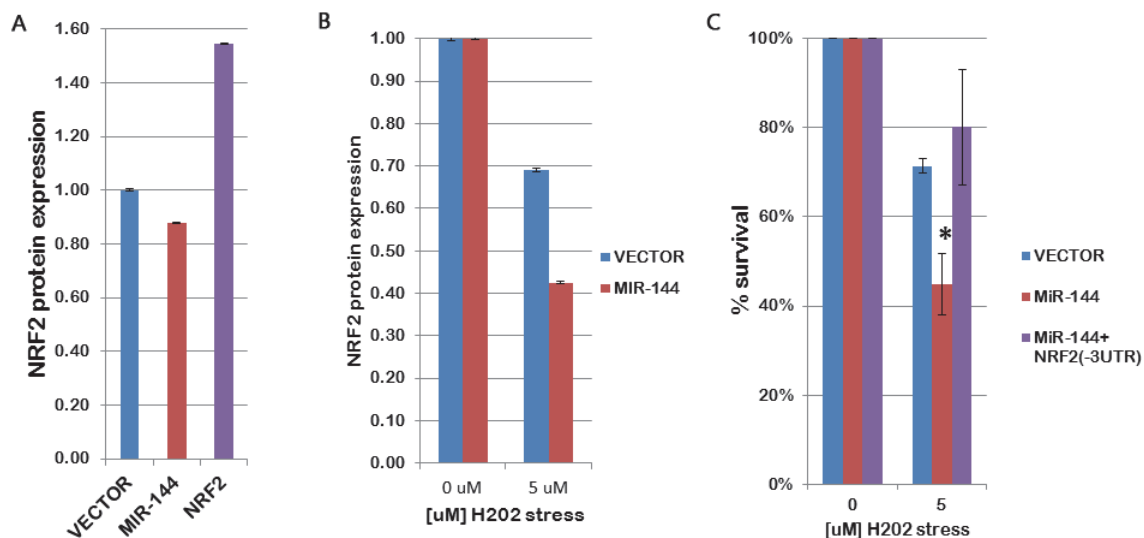 A
NRF2 protein expression
1.60
1.40
1.20
1.00
0.80
0.60
0.40
0.20
0.00
VECTOR
MIR-144
NRF2
B
NRF2 protein expression
1.00
0.90
0.80
0.70
0.60
0.50
0.40
0.30
0.20
0.10
0.00
0 uM
5 uM
[uM] H202 stress
VECTOR
MIR-144
C
% survival
100%
80%
60%
40%
20%
0%
*
0
5
[uM] H202 stress
VECTOR
MiR-144
MiR-144+
NRF2(-3UTR)